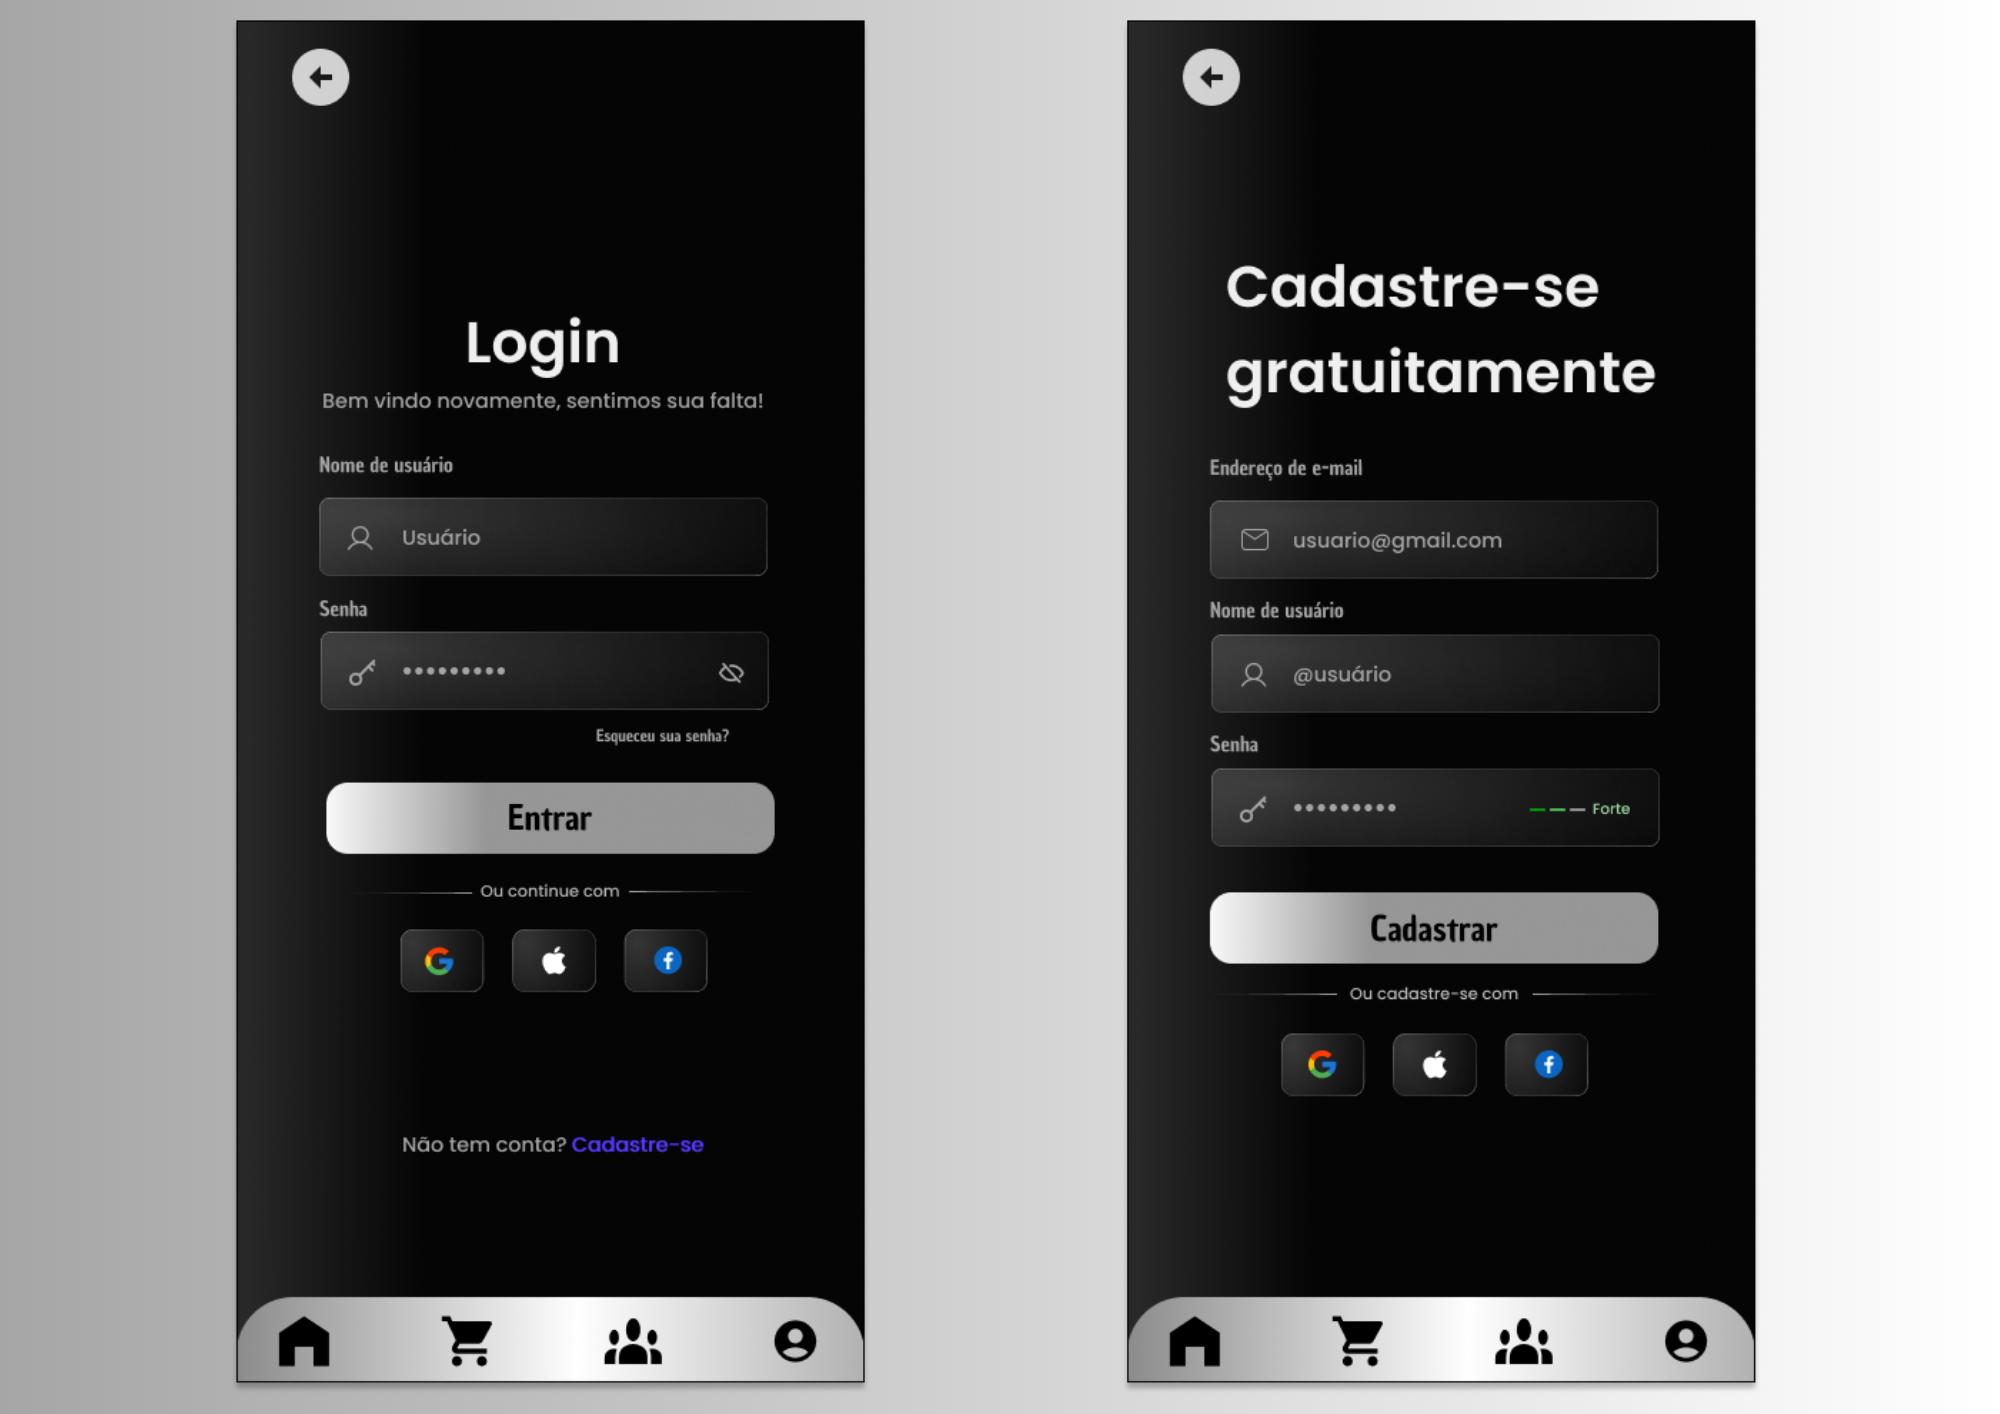 Login
Bem vindo novamente, sentimos sua falta!
Nome de usuário
Usuário
Senha
•••••••••
Esqueceu sua senha?
Entrar
Ou continue com
Não tem conta? Cadastre-se
Cadastre-se
gratuitamente
Endereço de e-mail
usuario@gmail.com
Nome de usuário
@usuário
Senha
••••••••• Forte
Cadastrar
Ou cadastre-se com